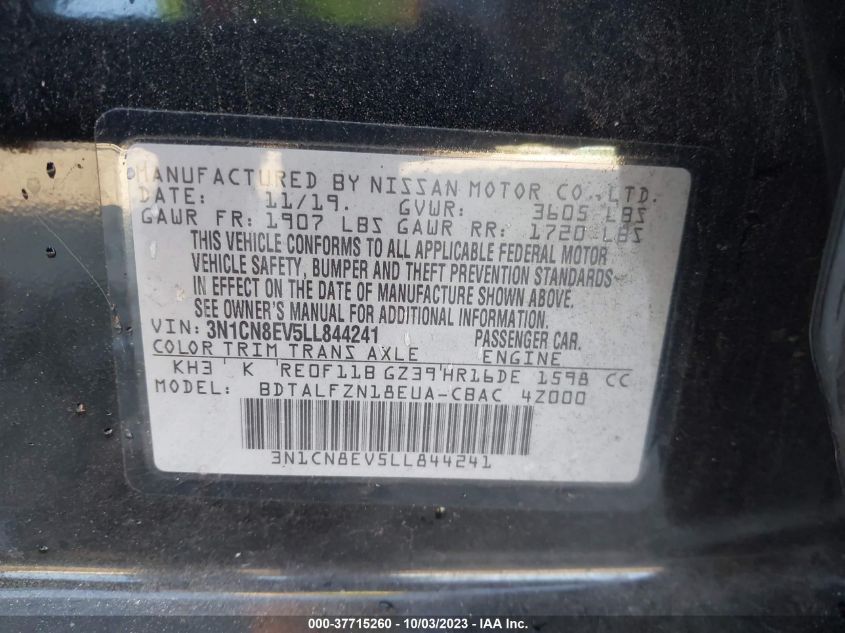 MANUFACTURED BY NISSAN MOTOR CO.,LTD.
DATE: 11/19. GVWR: 3605 LBS
GAWR FR: 1907 LBS GAWR RR: 1720 LBS
THIS VEHICLE CONFORMS TO ALL APPLICABLE FEDERAL MOTOR
VEHICLE SAFETY, BUMPER AND THEFT PREVENTION STANDARDS
IN EFFECT ON THE DATE OF MANUFACTURE SHOWN ABOVE.
SEE OWNER'S MANUAL FOR ADDITIONAL INFORMATION.
VIN: 3N1CN8EV5LL844241 PASSENGER CAR.
COLOR TRIM TRANS AXLE ENGINE
KH3 K RE0F11B GZ39 HR16DE 1598 CC
MODEL: BDTALFZN18EUA-CBAC 4Z000
3N1CN8EV5LL844241
000-37715260 - 10/03/2023 - IAA Inc.